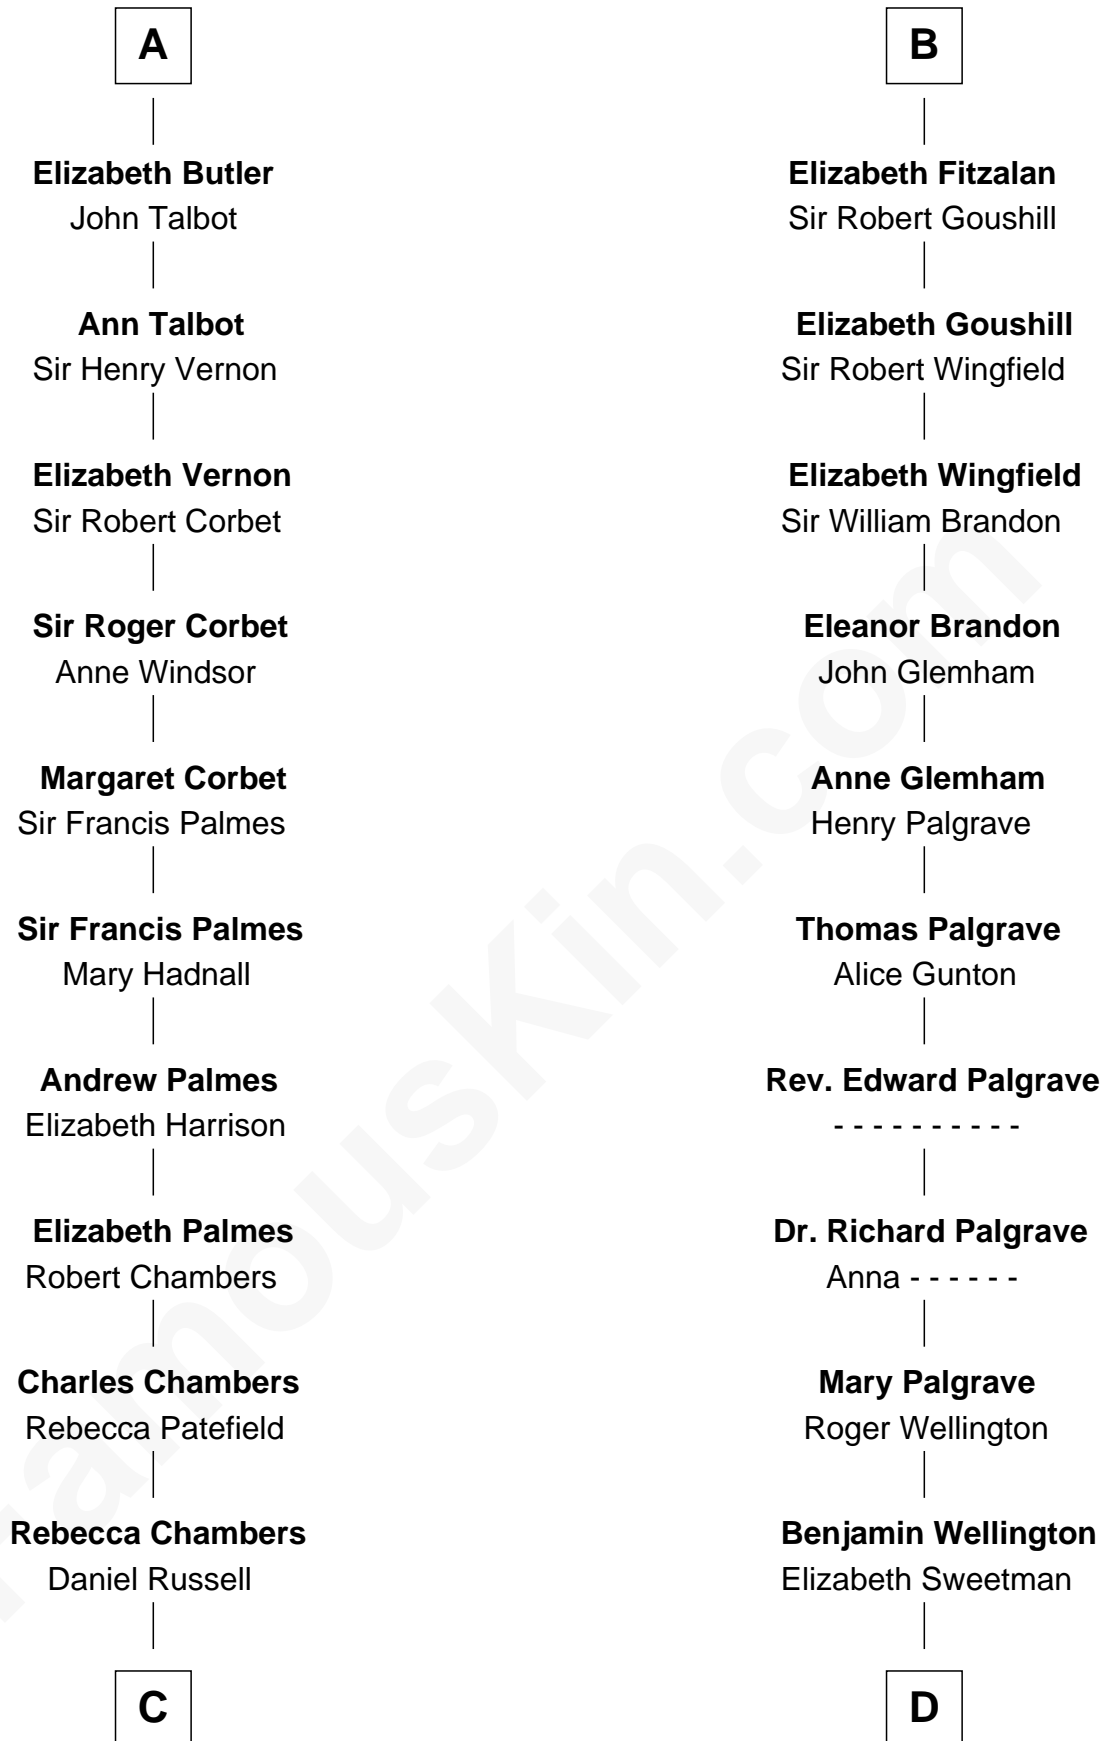 A
Elizabeth Butler
John Talbot
Ann Talbot
Sir Henry Vernon
Elizabeth Vernon
Sir Robert Corbet
Sir Roger Corbet
Anne Windsor
Margaret Corbet
Sir Francis Palmes
Sir Francis Palmes
Mary Hadnall
Andrew Palmes
Elizabeth Harrison
Elizabeth Palmes
Robert Chambers
Charles Chambers
Rebecca Patefield
Rebecca Chambers
Daniel Russell
C
B
Elizabeth Fitzalan
Sir Robert Goushill
Elizabeth Goushill
Sir Robert Wingfield
Elizabeth Wingfield
Sir William Brandon
Eleanor Brandon
John Glemham
Anne Glemham
Henry Palgrave
Thomas Palgrave
Alice Gunton
Rev. Edward Palgrave
- - - - - - - - - -
Dr. Richard Palgrave
Anna - - - - - -
Mary Palgrave
Roger Wellington
Benjamin Wellington
Elizabeth Sweetman
D
FamousKin.com